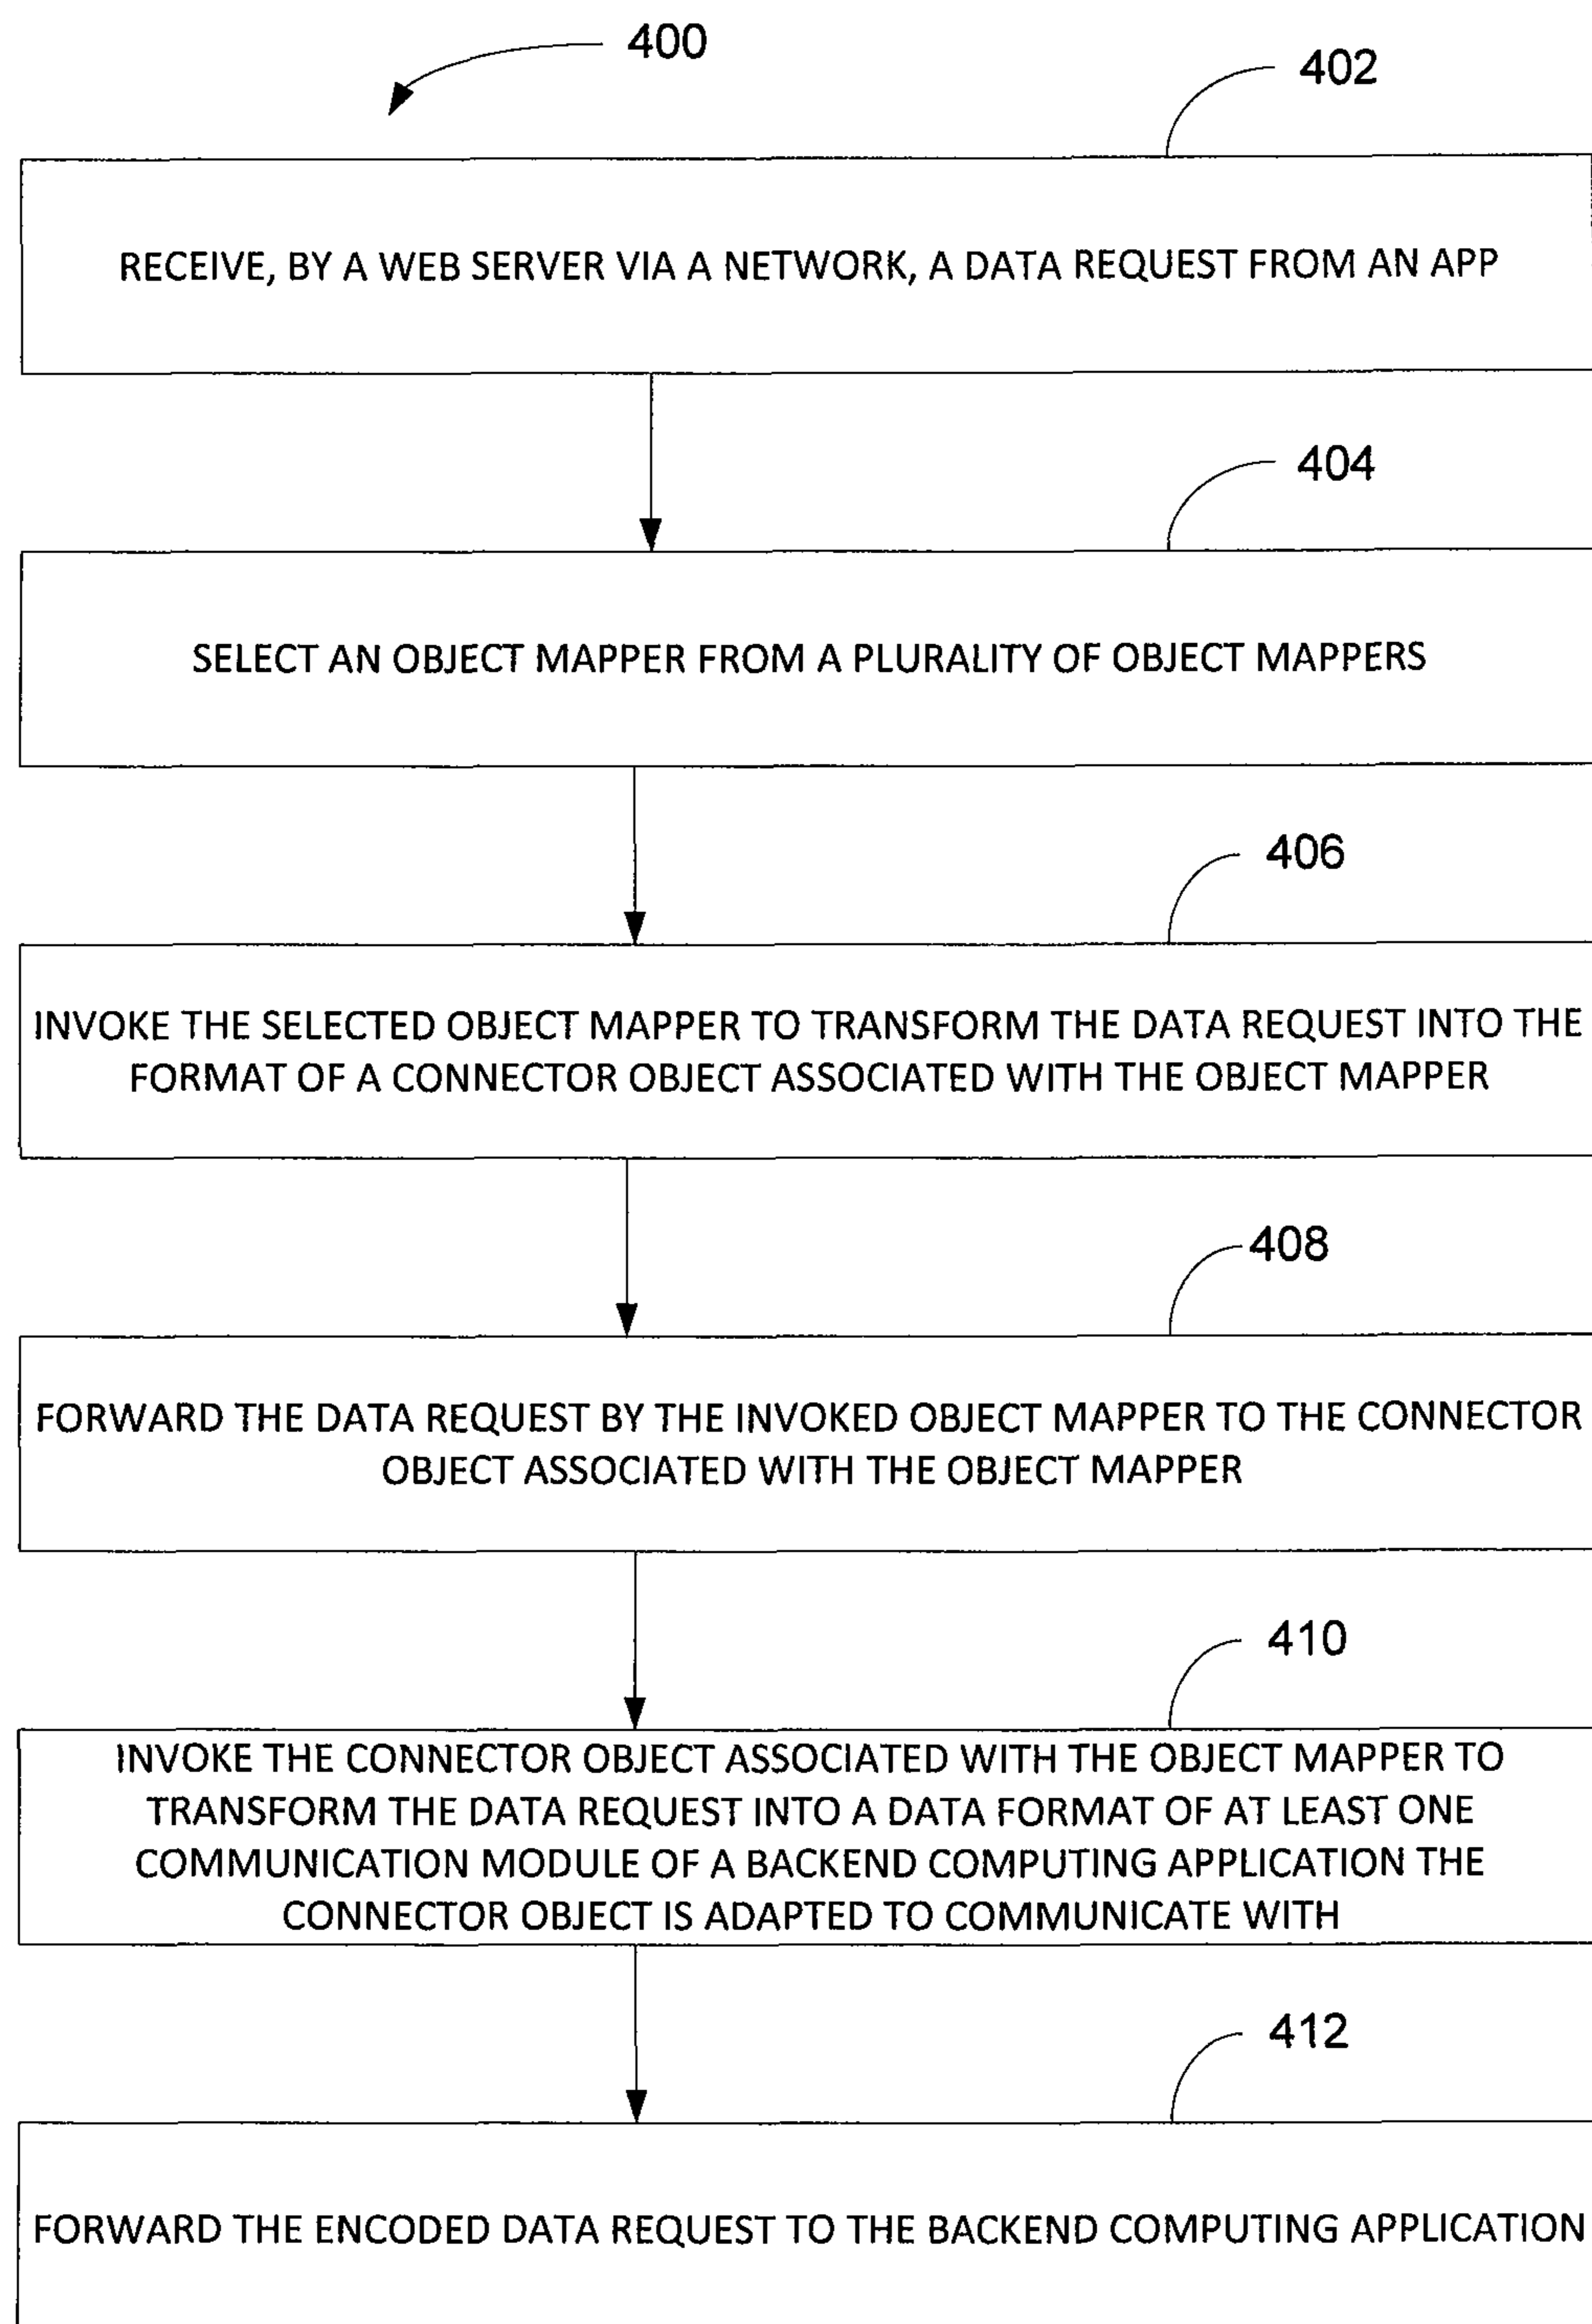 400
402
RECEIVE, BY A WEB SERVER VIA A NETWORK, A DATA REQUEST FROM AN APP
404
SELECT AN OBJECT MAPPER FROM A PLURALITY OF OBJECT MAPPERS
406
INVOKE THE SELECTED OBJECT MAPPER TO TRANSFORM THE DATA REQUEST INTO THE
FORMAT OF A CONNECTOR OBJECT ASSOCIATED WITH THE OBJECT MAPPER
408
FORWARD THE DATA REQUEST BY THE INVOKED OBJECT MAPPER TO THE CONNECTOR
OBJECT ASSOCIATED WITH THE OBJECT MAPPER
410
INVOKE THE CONNECTOR OBJECT ASSOCIATED WITH THE OBJECT MAPPER TO
TRANSFORM THE DATA REQUEST INTO A DATA FORMAT OF AT LEAST ONE
COMMUNICATION MODULE OF A BACKEND COMPUTING APPLICATION THE
CONNECTOR OBJECT IS ADAPTED TO COMMUNICATE WITH
412
FORWARD THE ENCODED DATA REQUEST TO THE BACKEND COMPUTING APPLICATION